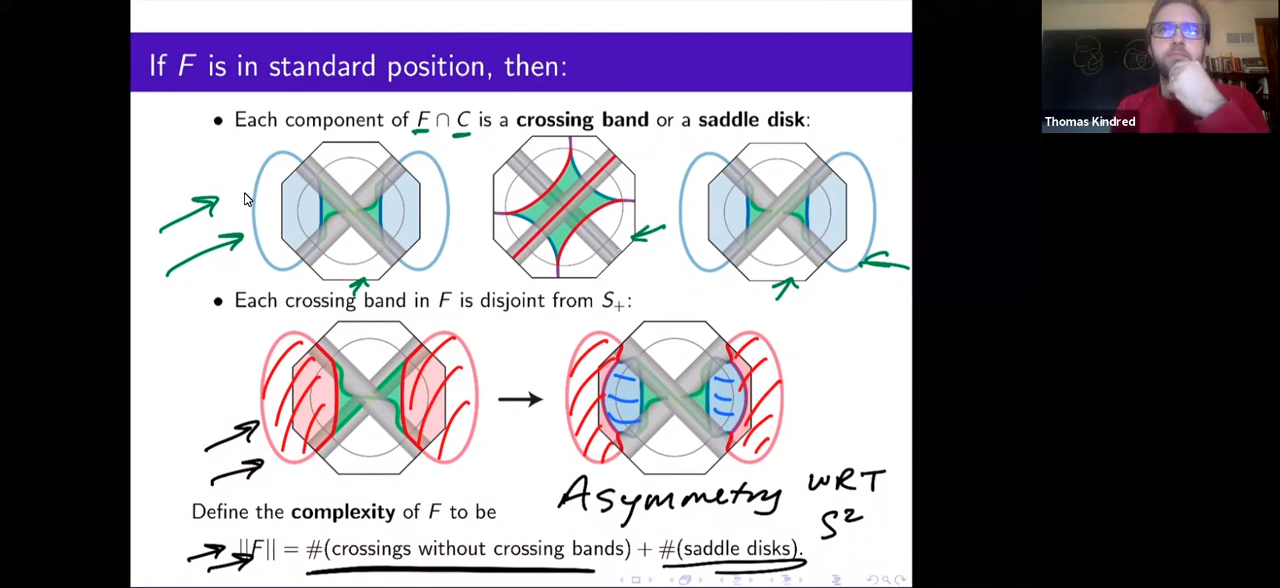 If F is in standard position, then:
• Each component of F ∩ C is a crossing band or a saddle disk:
• Each crossing band in F is disjoint from S₊:
Asymmetry WRT S²
Define the complexity of F to be
||F|| = #(crossings without crossing bands) + #(saddle disks).
Thomas Kindred